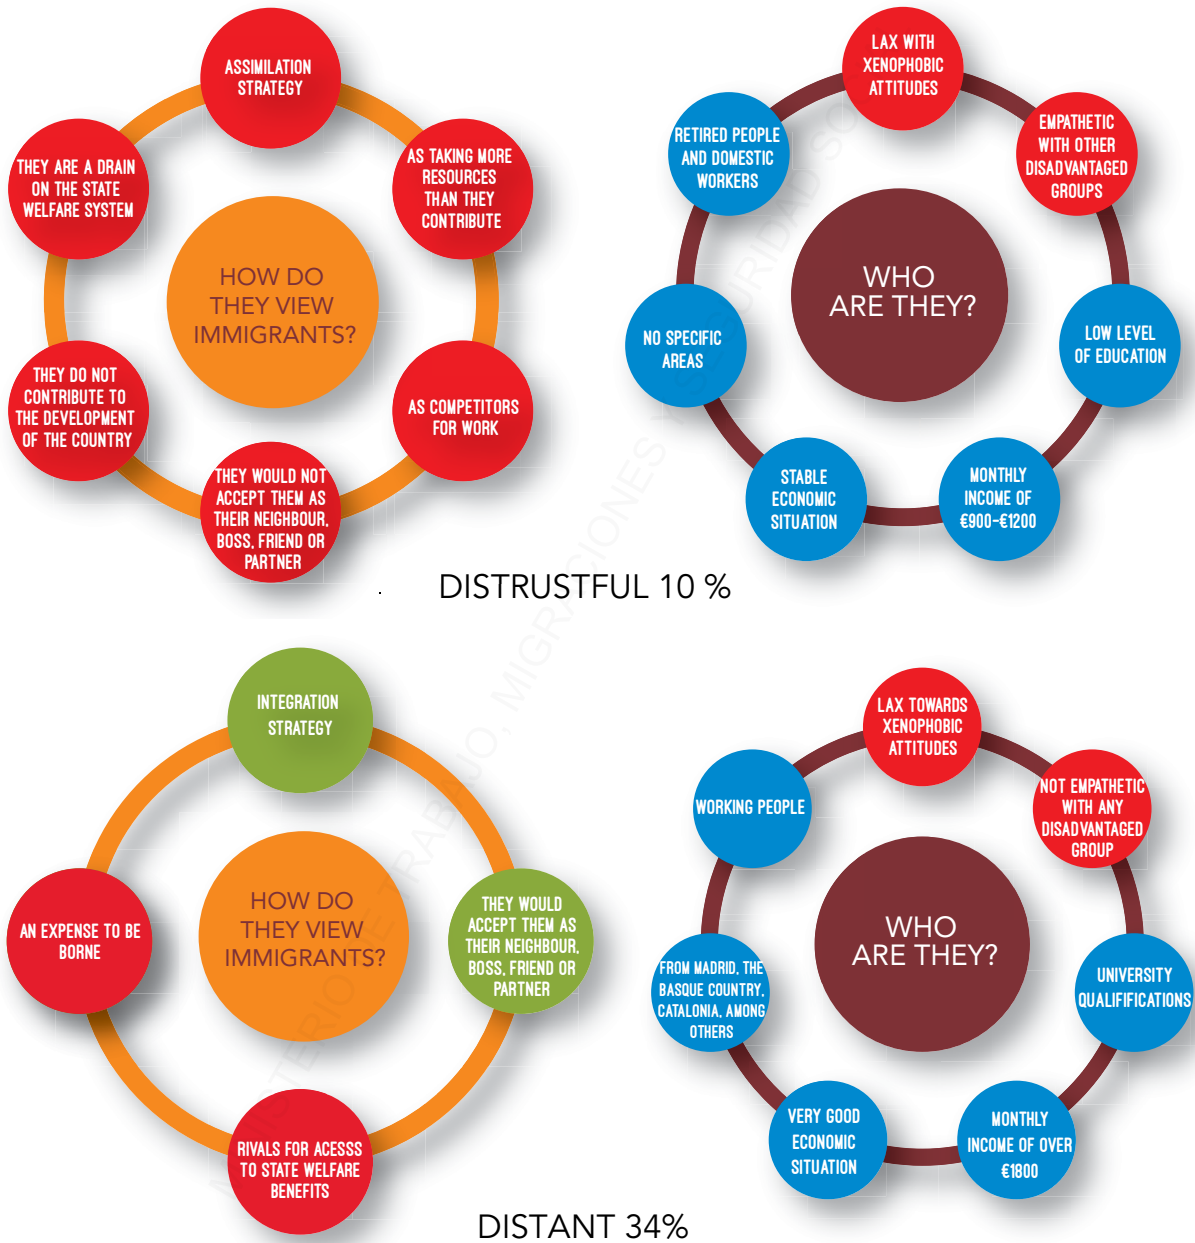 ASSIMILATION
STRATEGY
AS TAKING MORE
RESOURCES
THAN THEY
CONTRIBUTE
AS COMPETITORS
FOR WORK
THEY WOULD NOT
ACCEPT THEM AS
THEIR NEIGHBOUR,
BOSS, FRIEND OR
PARTNER
THEY DO NOT
CONTRIBUTE TO
THE DEVELOPMENT
OF THE COUNTRY
THEY ARE A DRAIN
ON THE STATE
WELFARE SYSTEM
HOW DO
THEY VIEW
IMMIGRANTS?
LAX WITH
XENOPHOBIC
ATTITUDES
EMPATHETIC
WITH OTHER
DISADVANTAGED
GROUPS
LOW LEVEL
OF EDUCATION
MONTHLY
INCOME OF
€900-€1200
STABLE
ECONOMIC
SITUATION
NO SPECIFIC
AREAS
RETIRED PEOPLE
AND DOMESTIC
WORKERS
WHO
ARE THEY?
DISTRUSTFUL 10 %
INTEGRATION
STRATEGY
THEY WOULD
ACCEPT THEM AS
THEIR NEIGHBOUR,
BOSS, FRIEND OR
PARTNER
RIVALS FOR ACESSS
TO STATE WELFARE
BENEFITS
AN EXPENSE TO BE
BORNE
HOW DO
THEY VIEW
IMMIGRANTS?
LAX TOWARDS
XENOPHOBIC
ATTITUDES
NOT EMPATHETIC
WITH ANY
DISADVANTAGED
GROUP
UNIVERSITY
QUALIFIFICATIONS
MONTHLY
INCOME OF OVER
€1800
VERY GOOD
ECONOMIC
SITUATION
FROM MADRID, THE
BASQUE COUNTRY,
CATALONIA, AMONG
OTHERS
WORKING PEOPLE
WHO
ARE THEY?
DISTANT 34%